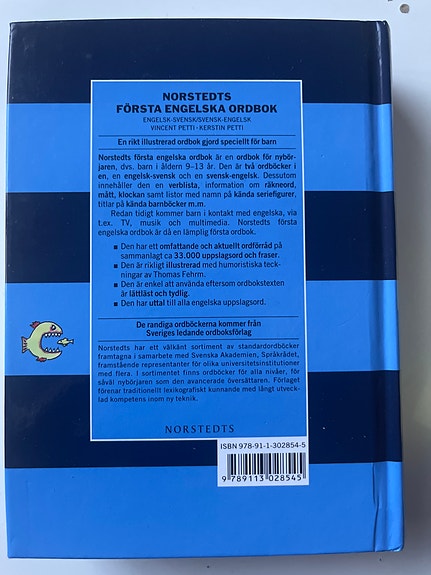 NORSTEDTS
FÖRSTA ENGELSKA ORDBOK
ENGELSK-SVENSK/SVENSK-ENGELSK
VINCENT PETTI · KERSTIN PETTI
En rikt illustrerad ordbok gjord speciellt för barn
Norstedts första engelska ordbok är en ordbok för nybör-
jaren, dvs. barn i åldern 9–13 år. Den är två ordböcker i
en, en engelsk-svensk och en svensk-engelsk. Dessutom
innehåller den en verblista, information om räkneord,
mått, klockan samt listor med namn på kända seriefigurer,
titlar på kända barnböcker m.m.
Redan tidigt kommer barn i kontakt med engelska, via
t.ex. TV, musik och multimedia. Norstedts första
engelska ordbok är då en lämplig första ordbok.
■ Den har ett omfattande och aktuellt ordförråd på
sammanlagt ca 33.000 uppslagsord och fraser.
■ Den är rikligt illustrerad med humoristiska teck-
ningar av Thomas Fehrm.
■ Den är enkel att använda eftersom ordbokstexten
är lättläst och tydlig.
■ Den har uttal till alla engelska uppslagsord.
De randiga ordböckerna kommer från
Sveriges ledande ordboksförlag
Norstedts har ett välkänt sortiment av standardordböcker
framtagna i samarbete med Svenska Akademien, Språkrådet,
framstående representanter för olika universitetsinstitutioner
med flera. I sortimentet finns ordböcker för alla nivåer, för
såväl nybörjaren som den avancerade översättaren. Förlaget
förenar traditionellt lexikografiskt kunnande med långt utveck-
lad kompetens inom ny teknik.
NORSTEDTS
ISBN 978-91-1-302854-5
9 789113 028545